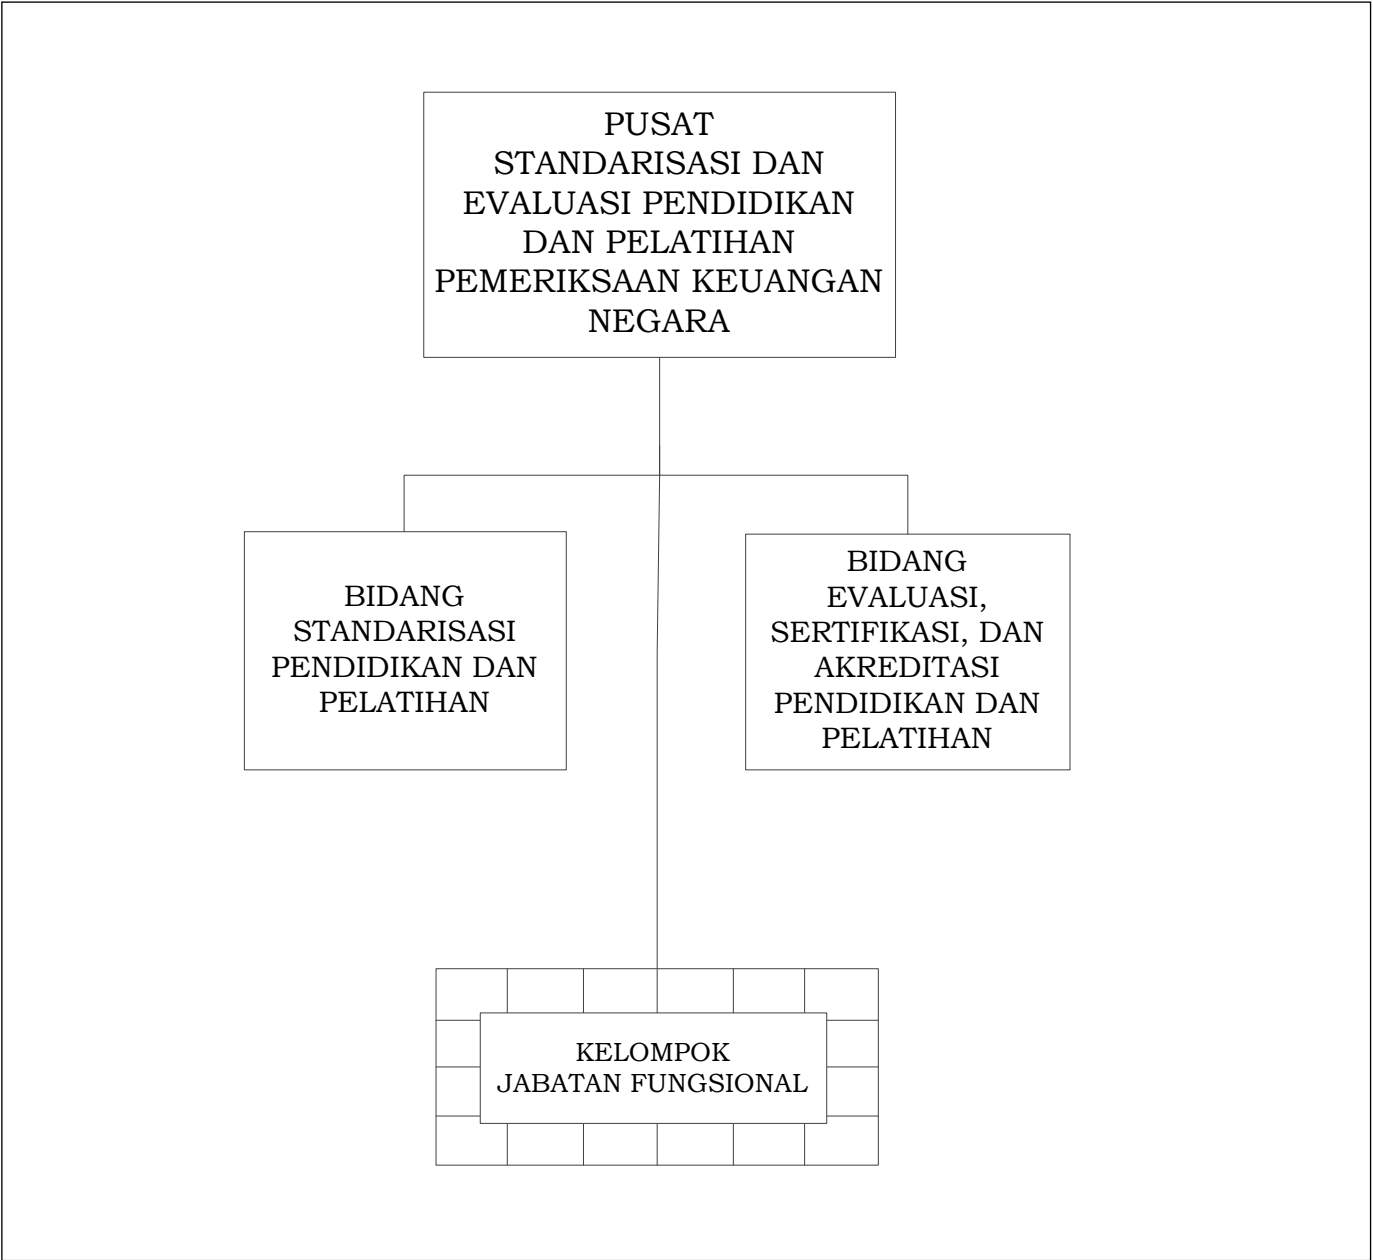 PUSAT
STANDARISASI DAN
EVALUASI PENDIDIKAN
DAN PELATIHAN
PEMERIKSAAN KEUANGAN
NEGARA
BIDANG
STANDARISASI
PENDIDIKAN DAN
PELATIHAN
BIDANG
EVALUASI,
SERTIFIKASI, DAN
AKREDITASI
PENDIDIKAN DAN
PELATIHAN
KELOMPOK
JABATAN FUNGSIONAL